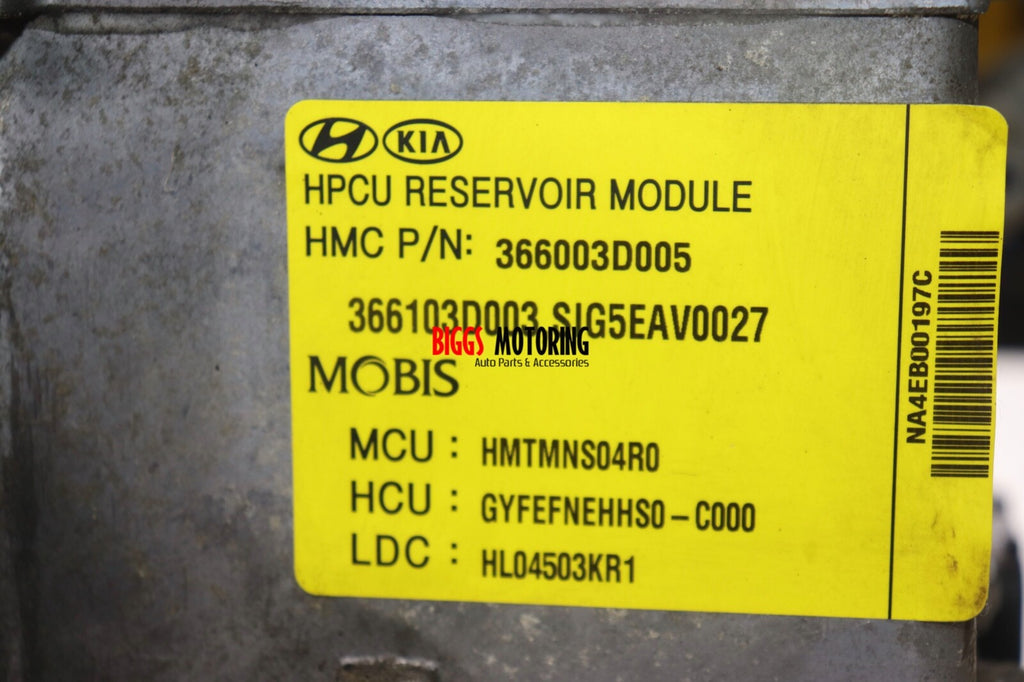 KIA
HPCU RESERVOIR MODULE
HMC P/N: 366003D005
366103D003 SIG5EAV0027
BIGGS MOTORING
Auto Parts & Accessories
MOBIS
MCU : HMTMNS04R0
HCU : GYFEFNEHHS0-C000
LDC : HL04503KR1
NA4EB00197C